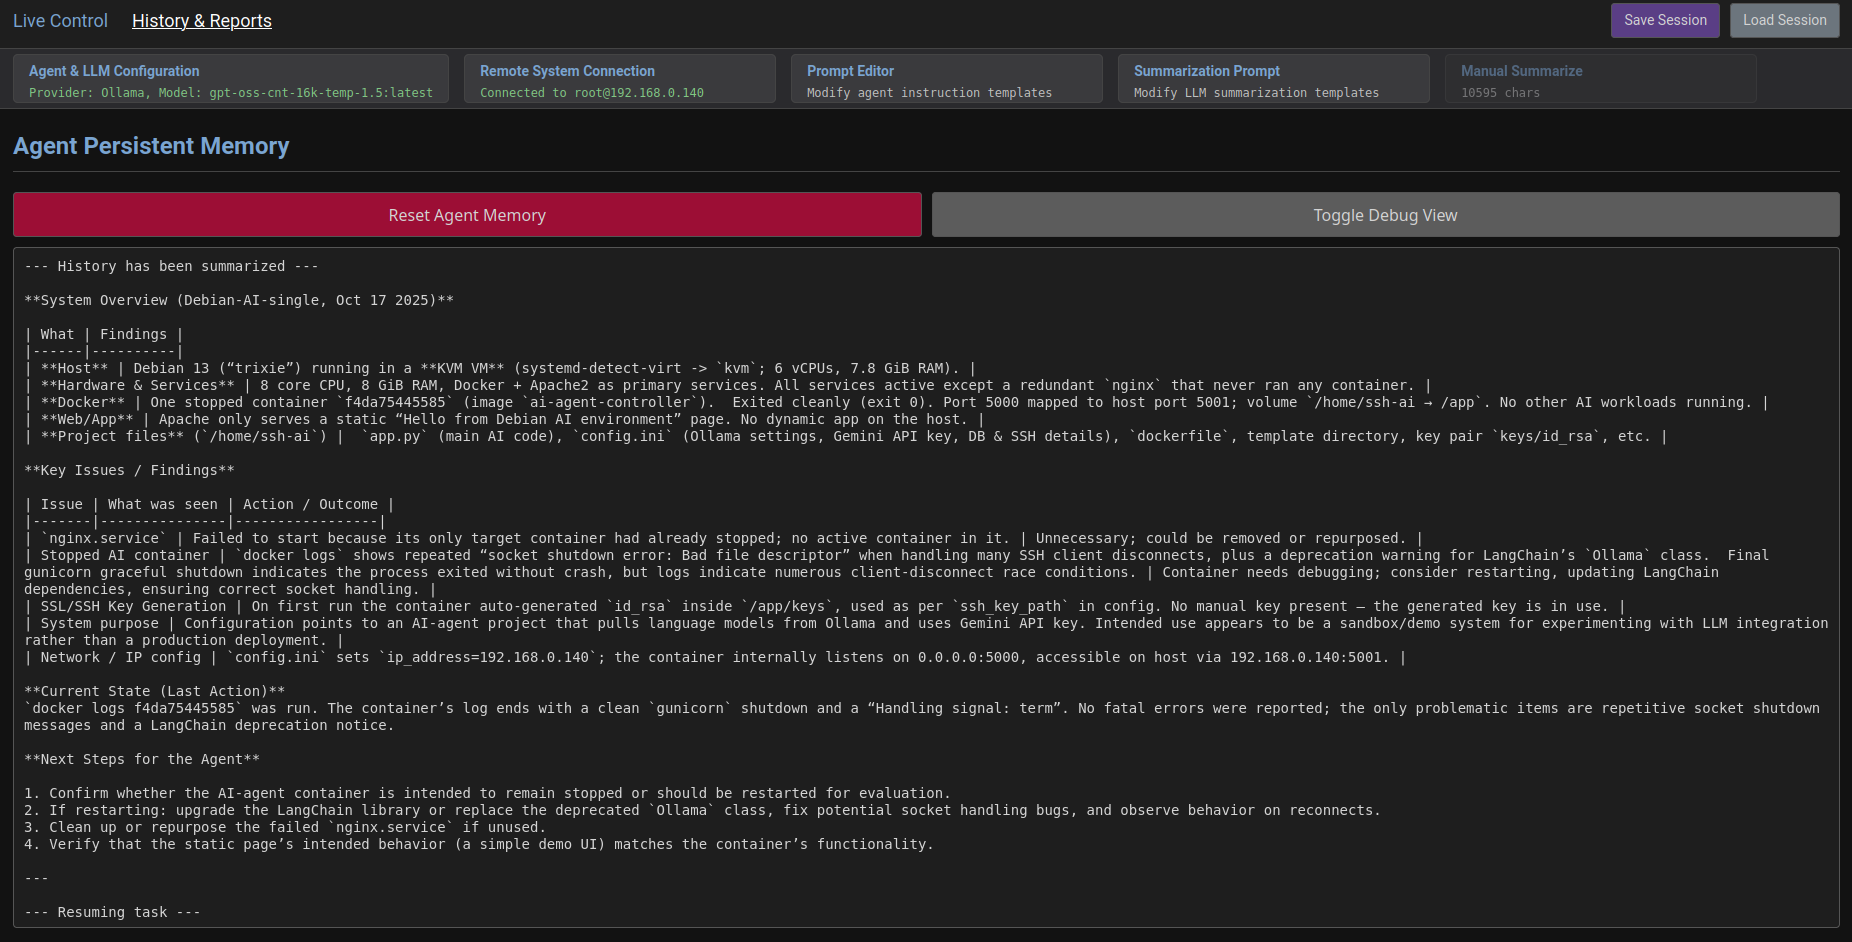 Live Control
History & Reports
Save Session
Load Session
Agent & LLM Configuration
Provider: Ollama, Model: gpt-oss-cnt-16k-temp-1.5:latest
Remote System Connection
Connected to root@192.168.0.140
Prompt Editor
Modify agent instruction templates
Summarization Prompt
Modify LLM summarization templates
Manual Summarize
10595 chars
Agent Persistent Memory
Reset Agent Memory
Toggle Debug View
--- History has been summarized ---
**System Overview (Debian-AI-single, Oct 17 2025)**
| What | Findings |
|------|----------|
| **Host** | Debian 13 (“trixie”) running in a **KVM VM** (systemd-detect-virt -> `kvm`; 6 vCPUs, 7.8 GiB RAM). |
| **Hardware & Services** | 8 core CPU, 8 GiB RAM, Docker + Apache2 as primary services. All services active except a redundant `nginx` that never ran any container. |
| **Docker** | One stopped container `f4da75445585` (image `ai-agent-controller`).  Exited cleanly (exit 0). Port 5000 mapped to host port 5001; volume `/home/ssh-ai → /app`. No other AI workloads running. |
| **Web/App** | Apache only serves a static “Hello from Debian AI environment” page. No dynamic app on the host. |
| **Project files** (`/home/ssh-ai`) |  `app.py` (main AI code), `config.ini` (Ollama settings, Gemini API key, DB & SSH details), `dockerfile`, template directory, key pair `keys/id_rsa`, etc. |
**Key Issues / Findings**
| Issue | What was seen | Action / Outcome |
|-------|---------------|-----------------|
| `nginx.service` | Failed to start because its only target container had already stopped; no active container in it. | Unnecessary; could be removed or repurposed. |
| Stopped AI container | `docker logs` shows repeated “socket shutdown error: Bad file descriptor” when handling many SSH client disconnects, plus a deprecation warning for LangChain’s `Ollama` class.  Final
gunicorn graceful shutdown indicates the process exited without crash, but logs indicate numerous client-disconnect race conditions. | Container needs debugging; consider restarting, updating LangChain
dependencies, ensuring correct socket handling. |
| SSL/SSH Key Generation | On first run the container auto-generated `id_rsa` inside `/app/keys`, used as per `ssh_key_path` in config. No manual key present — the generated key is in use. |
| System purpose | Configuration points to an AI-agent project that pulls language models from Ollama and uses Gemini API key. Intended use appears to be a sandbox/demo system for experimenting with LLM integration
rather than a production deployment. |
| Network / IP config | `config.ini` sets `ip_address=192.168.0.140`; the container internally listens on 0.0.0.0:5000, accessible on host via 192.168.0.140:5001. |
**Current State (Last Action)**
`docker logs f4da75445585` was run. The container’s log ends with a clean `gunicorn` shutdown and a “Handling signal: term”. No fatal errors were reported; the only problematic items are repetitive socket shutdown
messages and a LangChain deprecation notice.
**Next Steps for the Agent**
1. Confirm whether the AI-agent container is intended to remain stopped or should be restarted for evaluation.
2. If restarting: upgrade the LangChain library or replace the deprecated `Ollama` class, fix potential socket handling bugs, and observe behavior on reconnects.
3. Clean up or repurpose the failed `nginx.service` if unused.
4. Verify that the static page’s intended behavior (a simple demo UI) matches the container’s functionality.
---
--- Resuming task ---